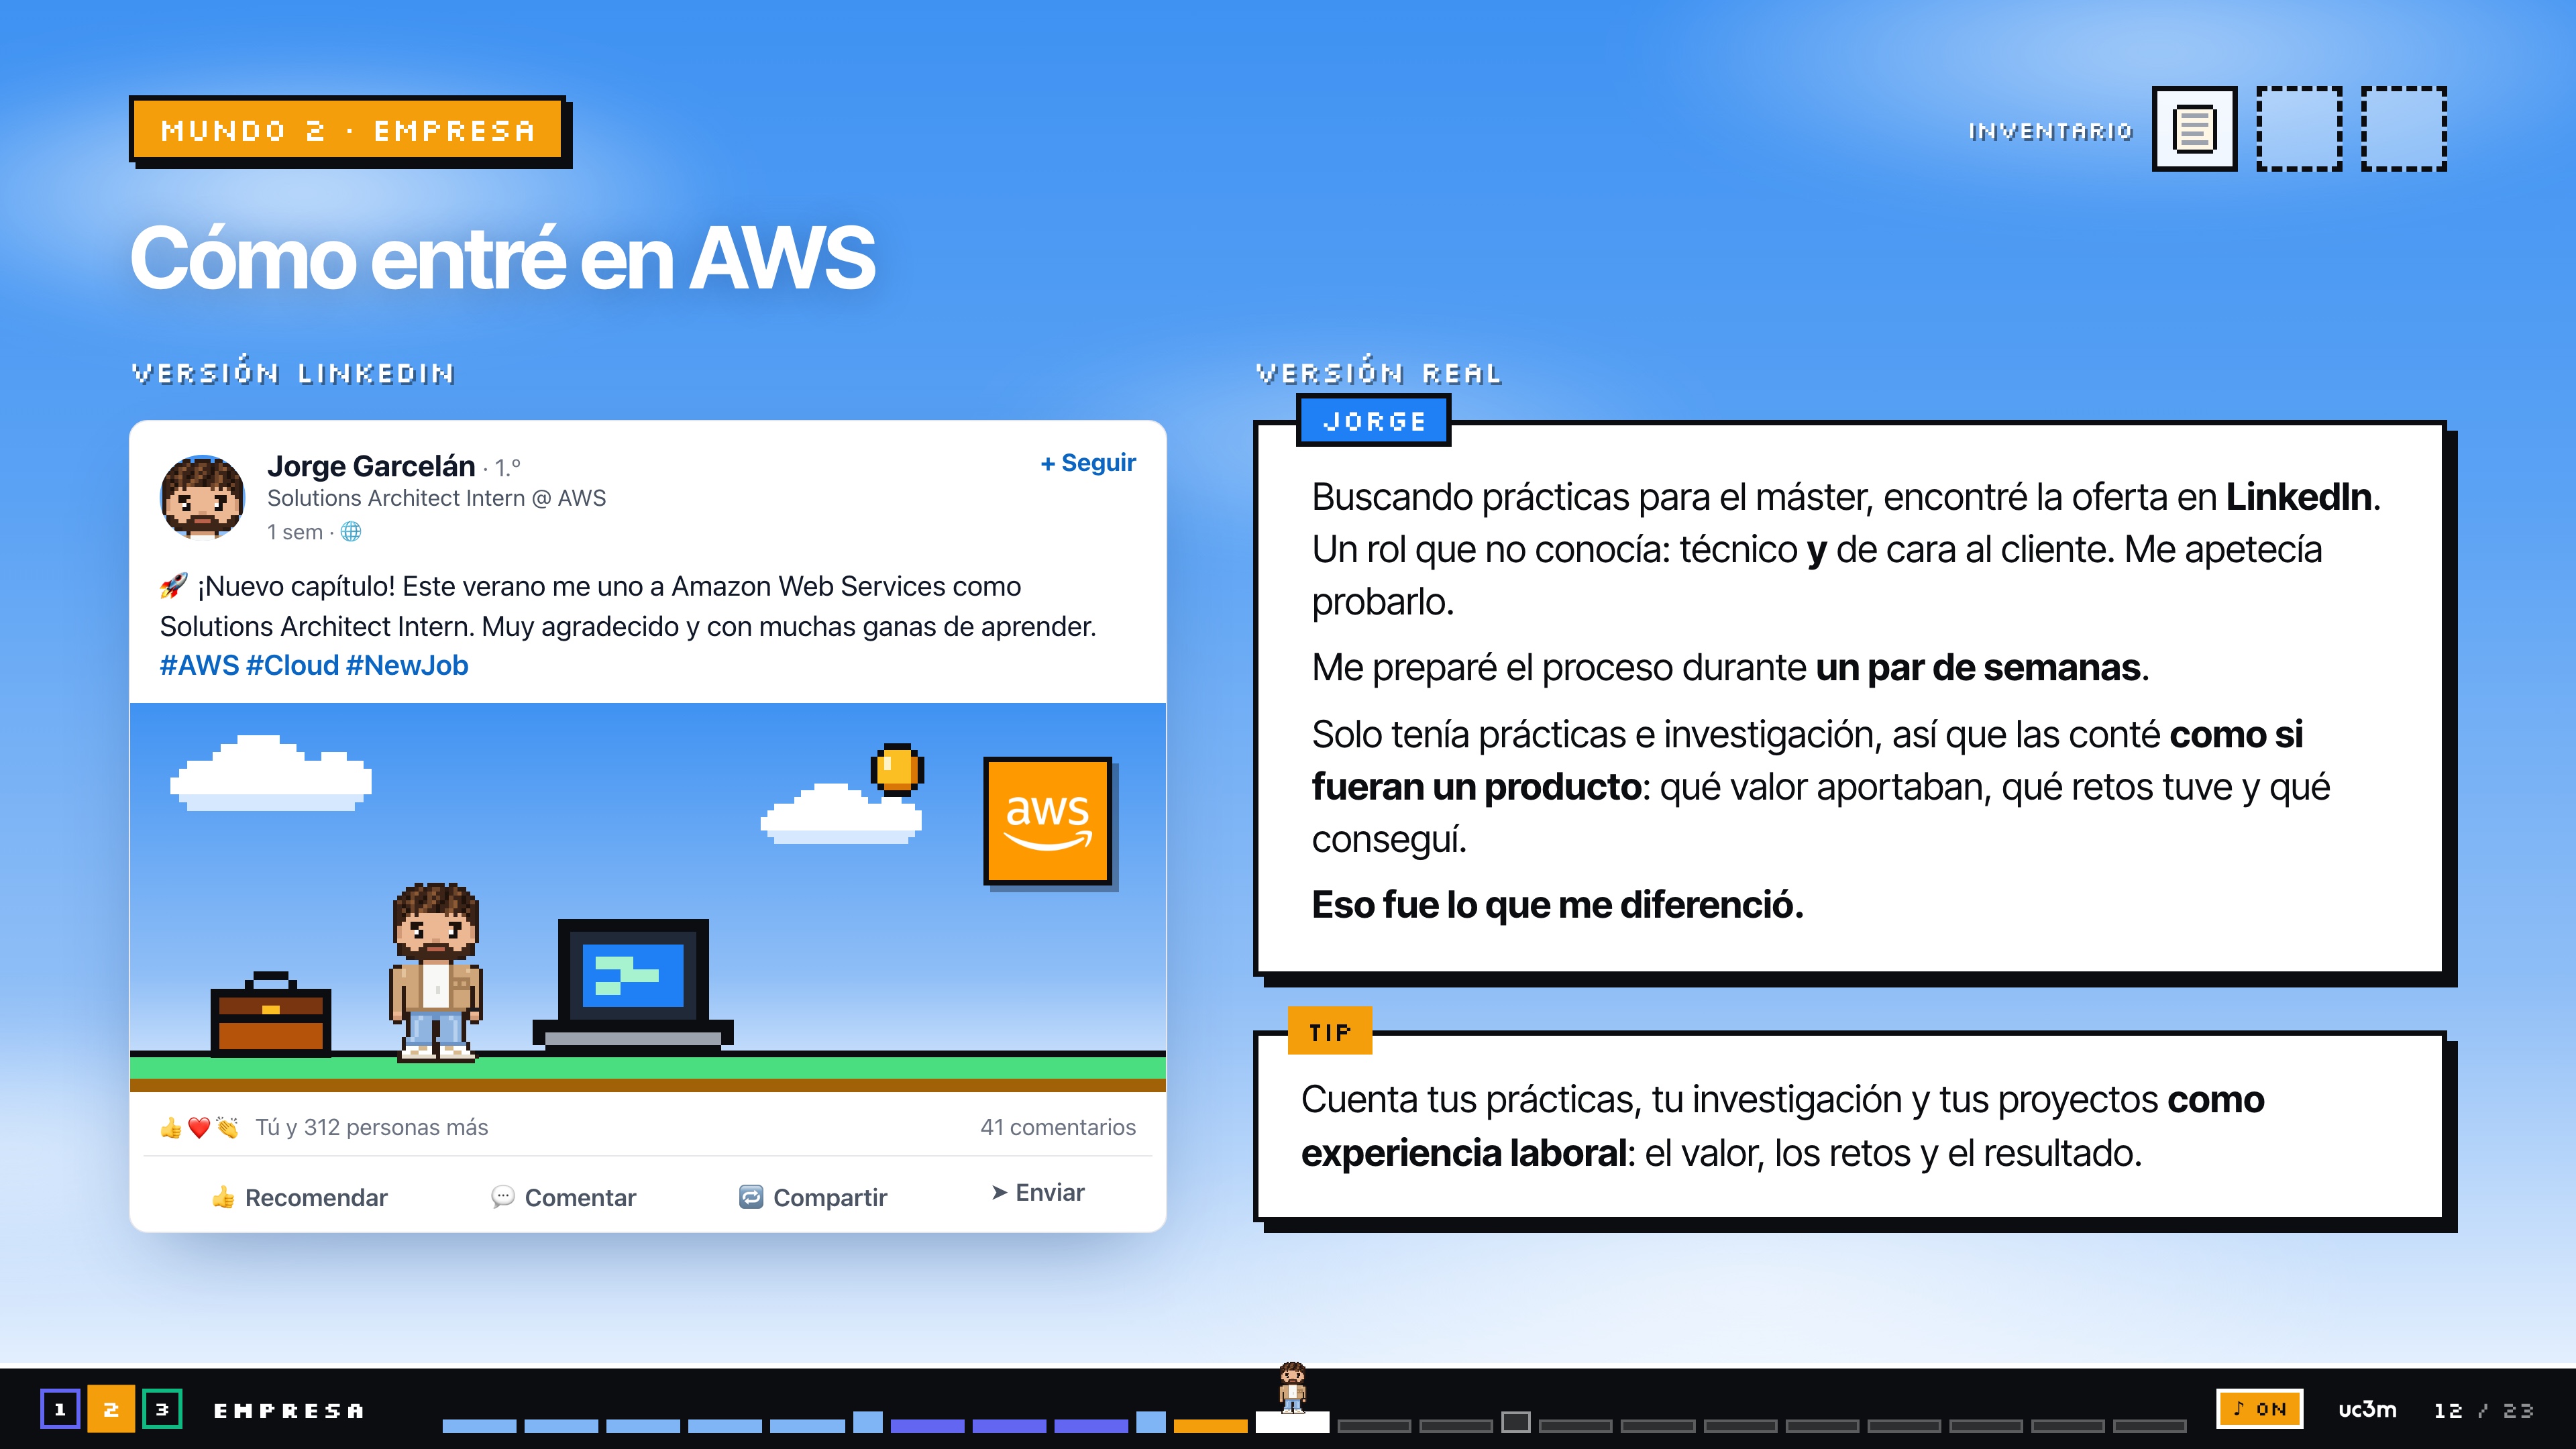 MUNDO 2 · EMPRESA
INVENTARIO
Cómo entré en AWS
VERSIÓN LINKEDIN
Jorge Garcelán · 1.º
+ Seguir
Solutions Architect Intern @ AWS
1 sem · 🌐
🚀 ¡Nuevo capítulo! Este verano me uno a Amazon Web Services como
Solutions Architect Intern. Muy agradecido y con muchas ganas de aprender.
#AWS #Cloud #NewJob
aws
👍❤️👏 Tú y 312 personas más
41 comentarios
👍 Recomendar
💬 Comentar
🔁 Compartir
➤ Enviar
VERSIÓN REAL
JORGE
Buscando prácticas para el máster, encontré la oferta en LinkedIn.
Un rol que no conocía: técnico y de cara al cliente. Me apetecía
probarlo.
Me preparé el proceso durante un par de semanas.
Solo tenía prácticas e investigación, así que las conté como si
fueran un producto: qué valor aportaban, qué retos tuve y qué
conseguí.
Eso fue lo que me diferenció.
TIP
Cuenta tus prácticas, tu investigación y tus proyectos como
experiencia laboral: el valor, los retos y el resultado.
1 2 3 EMPRESA
♪ ON
uc3m
12 / 23